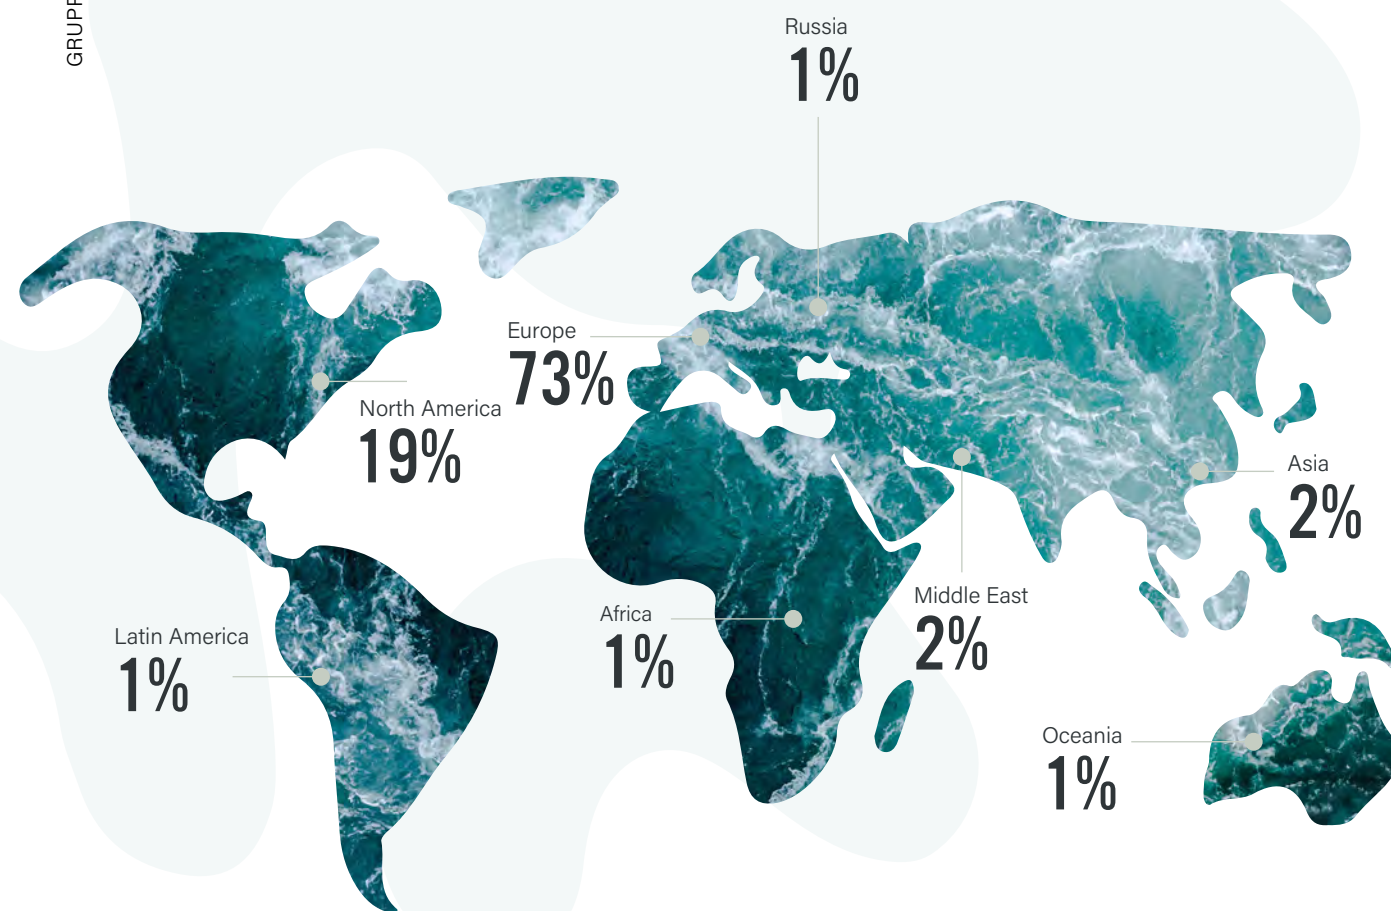 GRUPP
Russia
1%
Europe
73%
North America
19%
Asia
2%
Middle East
2%
Africa
1%
Latin America
1%
Oceania
1%